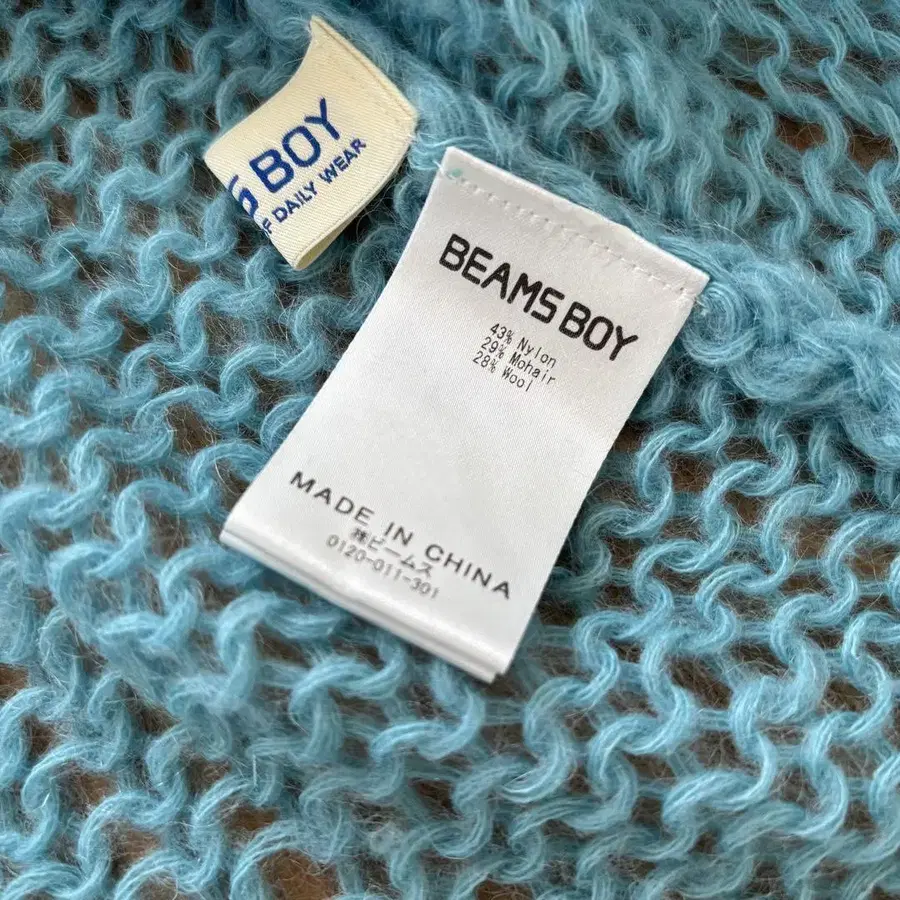 BOY
F DAILY WEAR
BEAMS BOY
43% Nylon
29% Mohair
28% Wool
MADE IN CHINA
㈱ビームス
0120-011-301